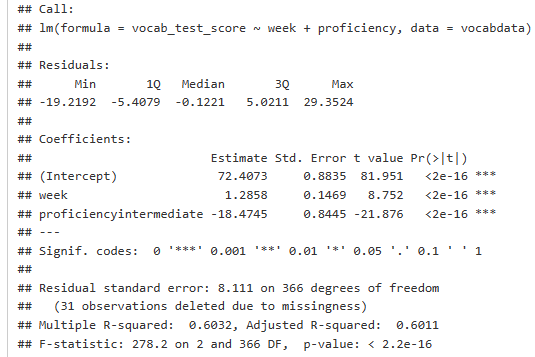 ## Call:
## lm(formula = vocab_test_score ~ week + proficiency, data = vocabdata)
##
## Residuals:
##      Min       1Q   Median       3Q      Max
## -19.2192  -5.4079  -0.1221   5.0211  29.3524
##
## Coefficients:
##                         Estimate Std. Error t value Pr(>|t|)
## (Intercept)              72.4073     0.8835  81.951   <2e-16 ***
## week                      1.2858     0.1469   8.752   <2e-16 ***
## proficiencyintermediate -18.4745     0.8445 -21.876   <2e-16 ***
## ---
## Signif. codes:  0 '***' 0.001 '**' 0.01 '*' 0.05 '.' 0.1 ' ' 1
##
## Residual standard error: 8.111 on 366 degrees of freedom
##   (31 observations deleted due to missingness)
## Multiple R-squared:  0.6032, Adjusted R-squared:  0.6011
## F-statistic: 278.2 on 2 and 366 DF,  p-value: < 2.2e-16